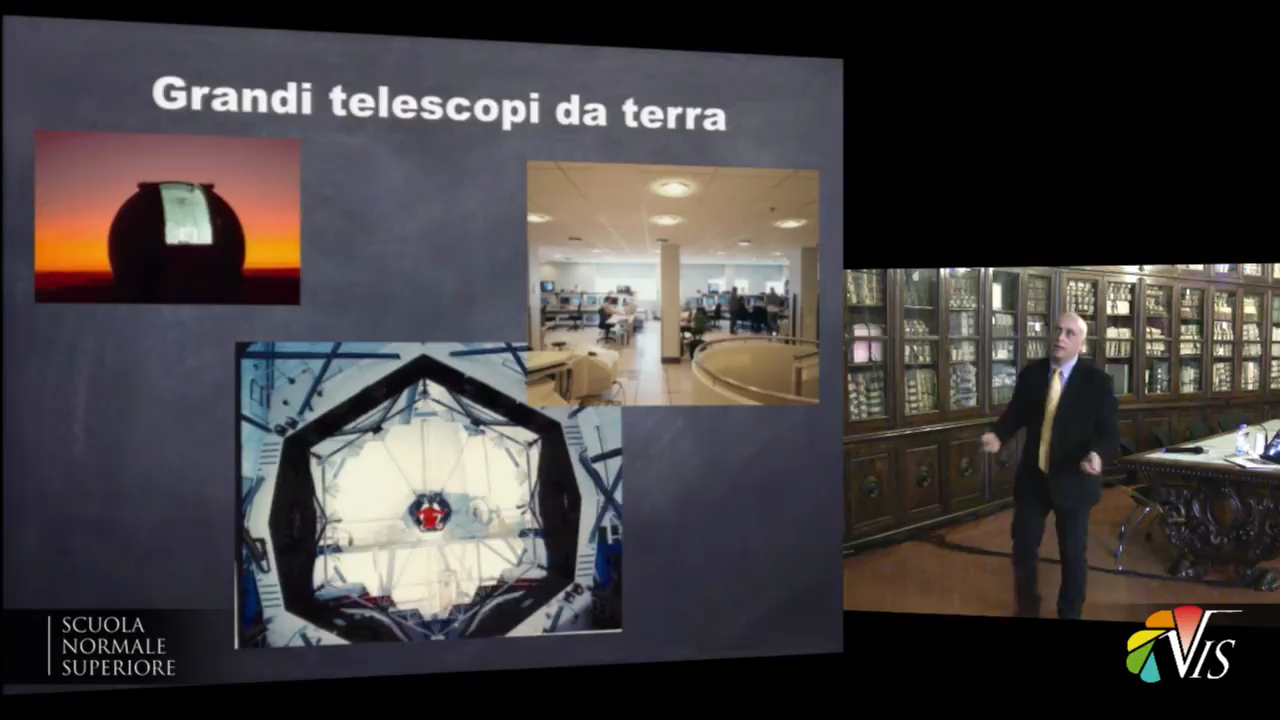 Grandi telescopi da terra
SCUOLA
NORMALE
SUPERIORE
VIS